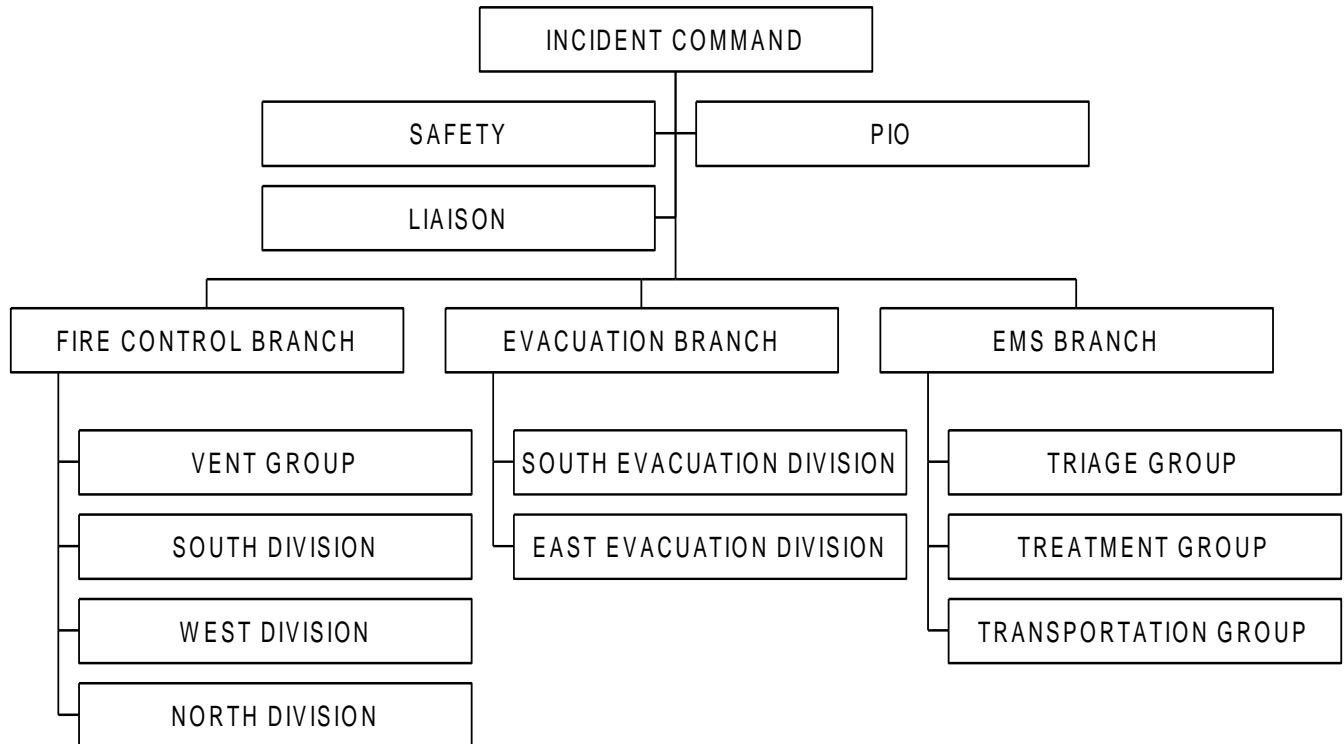 INCIDENT COMMAND
SAFETY
PIO
LIAISON
FIRE CONTROL BRANCH
EVACUATION BRANCH
EMS BRANCH
VENT GROUP
SOUTH EVACUATION DIVISION
TRIAGE GROUP
SOUTH DIVISION
EAST EVACUATION DIVISION
TREATMENT GROUP
WEST DIVISION
TRANSPORTATION GROUP
NORTH DIVISION